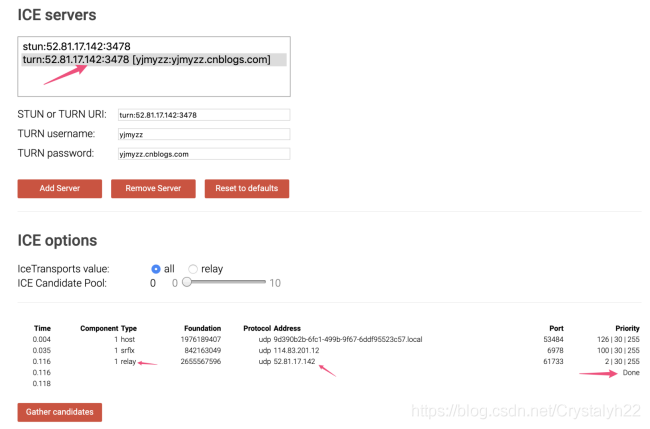 ICE servers
stun:52.81.17.142:3478
turn:52.81.17.142:3478 [yjmyzz:yjmyzz.cnblogs.com]
STUN or TURN URI: turn:52.81.17.142:3478
TURN username: yjmyzz
TURN password: yjmyzz.cnblogs.com
Add Server Remove Server Reset to defaults
ICE options
IceTransports value: all relay
ICE Candidate Pool: 0 0 10
Time Component Type Foundation Protocol Address Port Priority
0.004 1 host 1976189407 udp 9d390b2b-6fc1-499b-9f67-6ddf95523c57.local 53484 126 | 30 | 255
0.035 1 srflx 842163049 udp 114.83.201.12 6978 100 | 30 | 255
0.116 1 relay 2655567596 udp 52.81.17.142 61733 2 | 30 | 255
0.116 Done
0.118
Gather candidates
https://blog.csdn.net/Crystalyh22